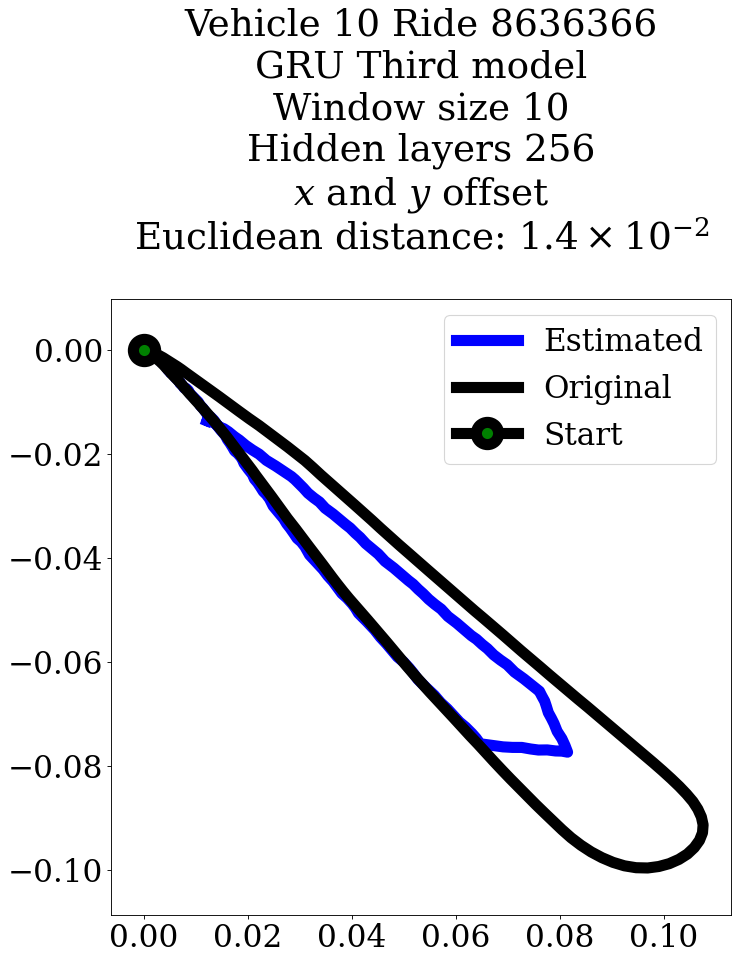 Vehicle 10 Ride 8636366
GRU Third model
Window size 10
Hidden layers 256
x and y offset
Euclidean distance: 1.4 × 10⁻²
Estimated
Original
Start
0.00
−0.02
−0.04
−0.06
−0.08
−0.10
0.00 0.02 0.04 0.06 0.08 0.10